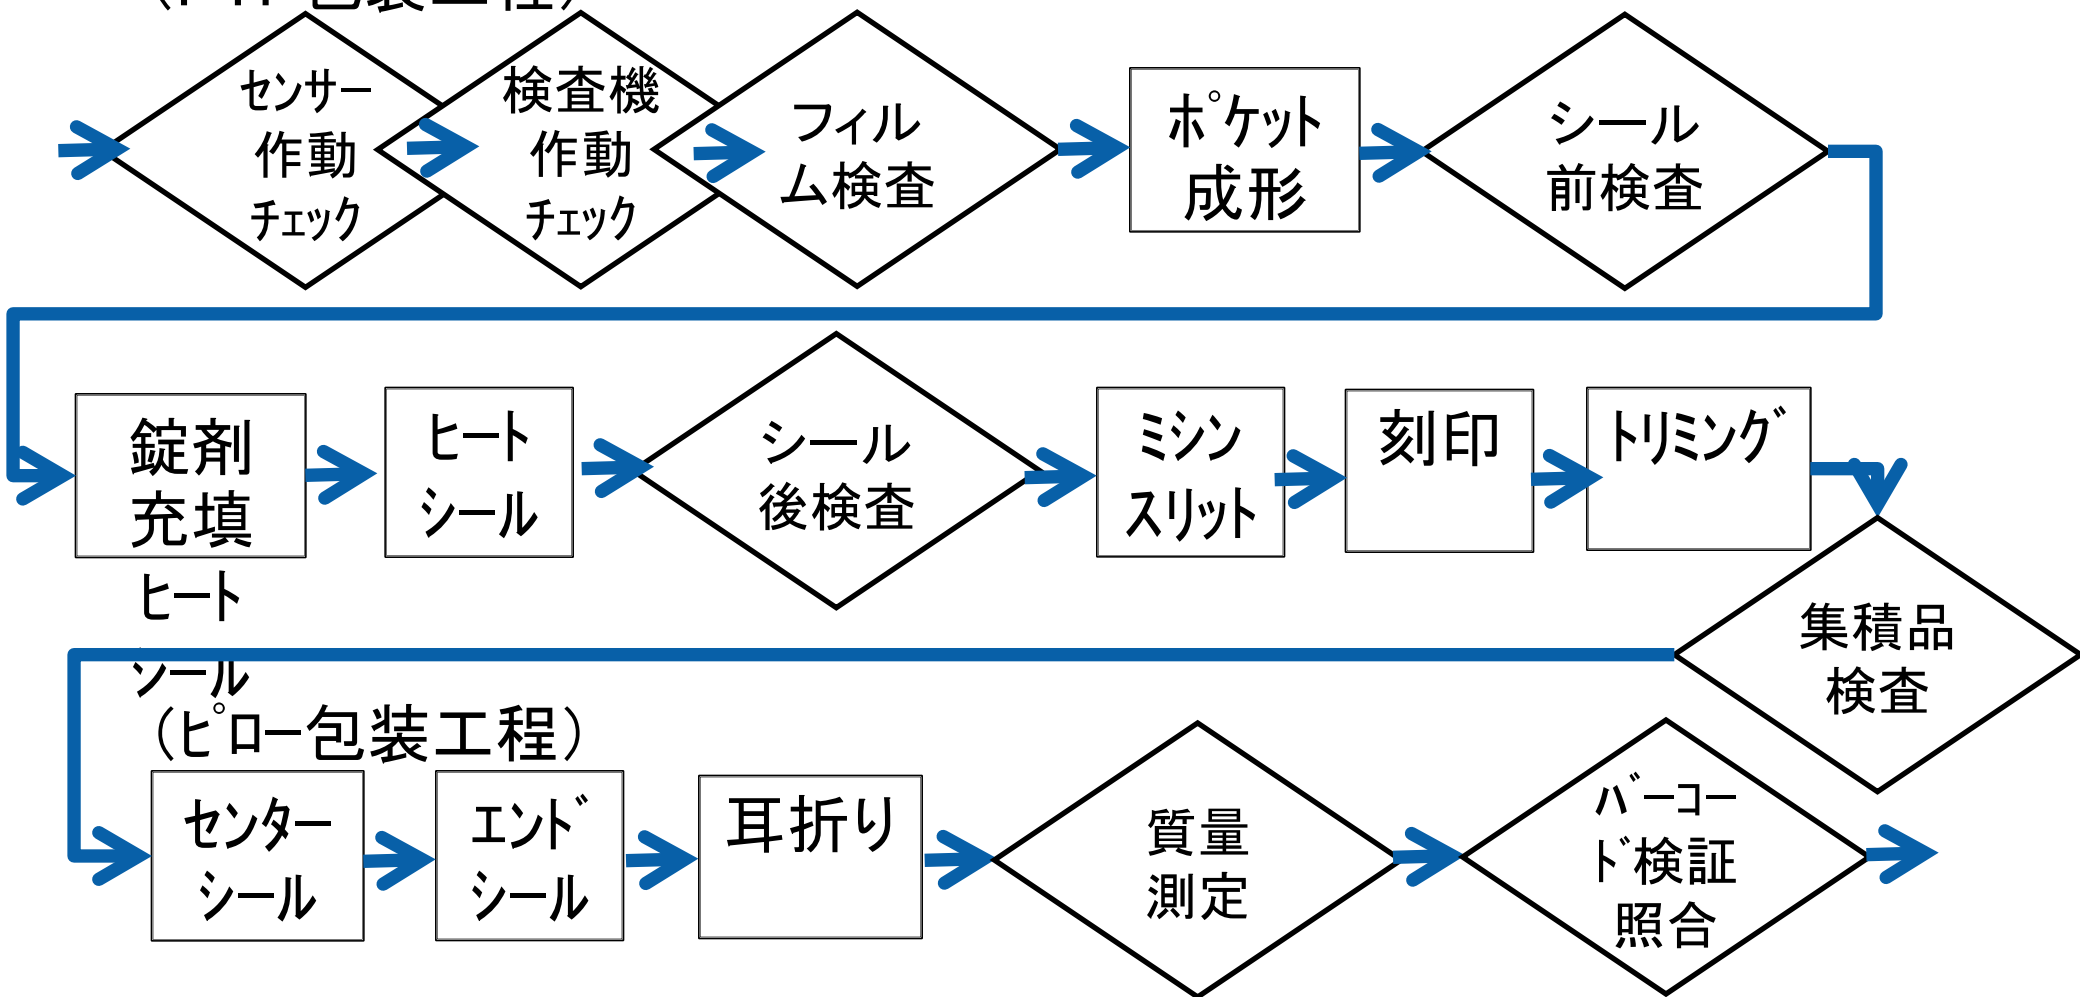 包装工程）
ｾﾝｻｰ
作動
ﾁｪｯｸ
検査機
作動
ﾁｪｯｸ
フィル
ム検査
ﾎﾟｹｯﾄ
成形
シール
前検査
錠剤
充填
ﾋｰﾄ
ｼｰﾙ
シール
後検査
ﾐｼﾝ
ｽﾘｯﾄ
刻印
ﾄﾘﾐﾝｸﾞ
ﾋｰﾄ
ｼｰﾙ
集積品
検査
（ﾋﾟﾛｰ包装工程）
ｾﾝﾀｰ
ｼｰﾙ
ｴﾝﾄﾞ
ｼｰﾙ
耳折り
質量
測定
ﾊﾞｰｺｰ
ﾄﾞ検証
照合